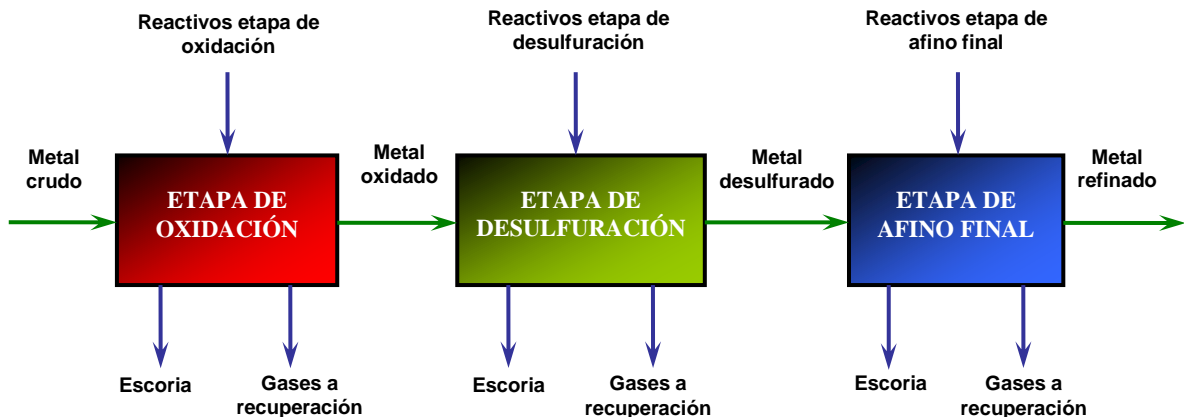 Reactivos etapa de
oxidación
Reactivos etapa de
desulfuración
Reactivos etapa de
afino final
Metal
crudo
ETAPA DE
OXIDACIÓN
Metal
oxidado
ETAPA DE
DESULFURACIÓN
Metal
desulfurado
ETAPA DE
AFINO FINAL
Metal
refinado
Escoria
Gases a
recuperación
Escoria
Gases a
recuperación
Escoria
Gases a
recuperación